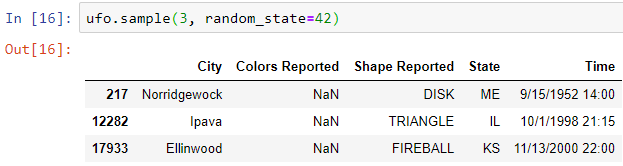 In [16]: ufo.sample(3, random_state=42)
Out[16]:
City Colors Reported Shape Reported State Time
217 Norridgewock NaN DISK ME 9/15/1952 14:00
12282 Ipava NaN TRIANGLE IL 10/1/1998 21:15
17933 Ellinwood NaN FIREBALL KS 11/13/2000 22:00